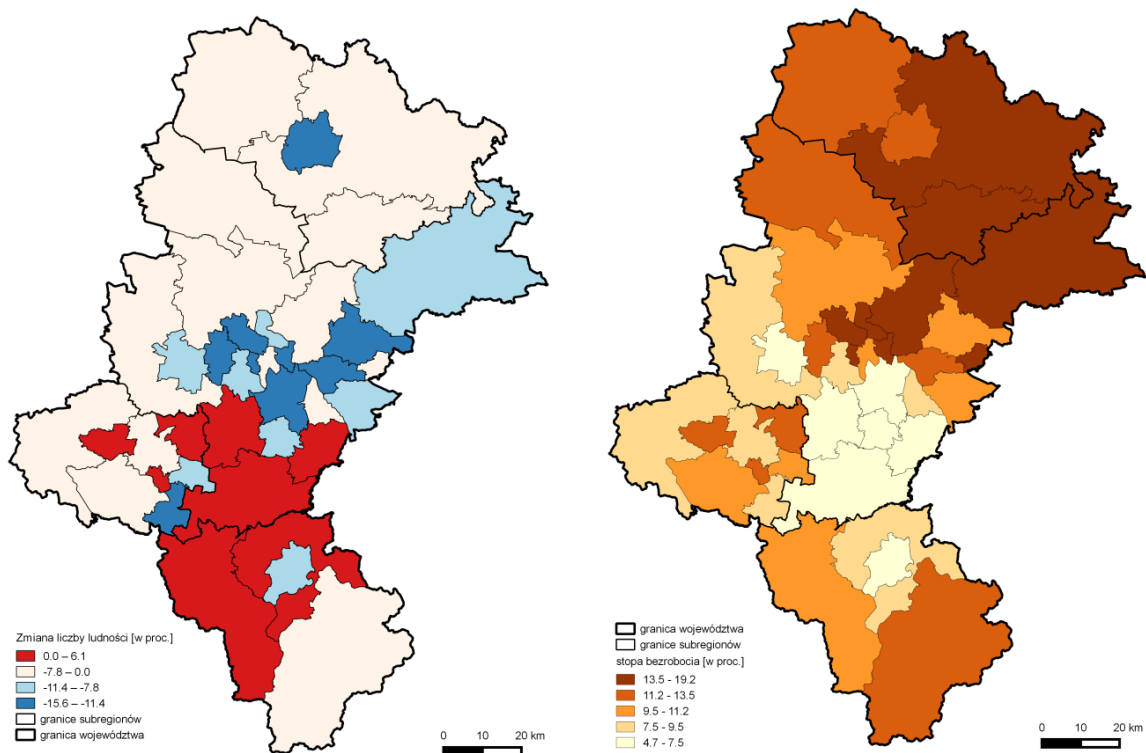 Zmiana liczby ludności [w proc.]
0.0 – 6.1
-7.8 – 0.0
-11.4 – -7.8
-15.6 – -11.4
granice subregionów
granica województwa
0 10 20 km
granica województwa
granice subregionów
stopa bezrobocia [w proc.]
13.5 - 19.2
11.2 - 13.5
9.5 - 11.2
7.5 - 9.5
4.7 - 7.5
0 10 20 km